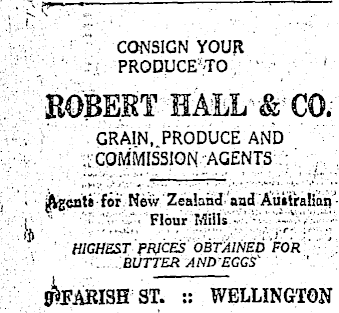 CONSIGN YOUR
PRODUCE TO
ROBERT HALL & CO.
GRAIN, PRODUCE AND
COMMISSION AGENTS
Agents for New Zealand and Australian
Flour Mills
HIGHEST PRICES OBTAINED FOR
BUTTER AND EGGS
FARISH ST. :: WELLINGTON